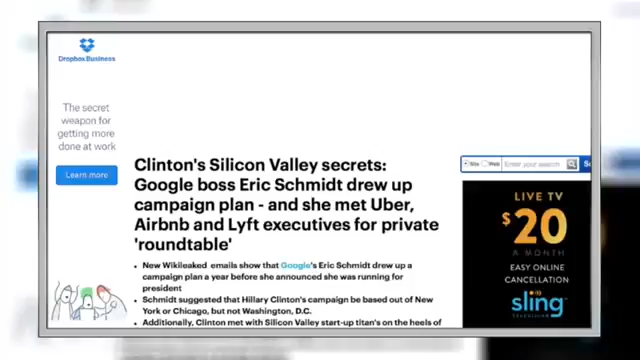 Dropbox Business
The secret
weapon for
getting more
done at work
Learn more
Clinton's Silicon Valley secrets:
Google boss Eric Schmidt drew up
campaign plan - and she met Uber,
Airbnb and Lyft executives for private
'roundtable'
• New Wikileaked emails show that Google's Eric Schmidt drew up a
campaign plan a year before she announced she was running for
president
• Schmidt suggested that Hillary Clinton's campaign be based out of New
York or Chicago, but not Washington, D.C.
• Additionally, Clinton met with Silicon Valley start-up titan's on the heels of
Site Web Enter your search
LIVE TV
$20
A MONTH
EASY ONLINE
CANCELLATION
sling
TELEVISION